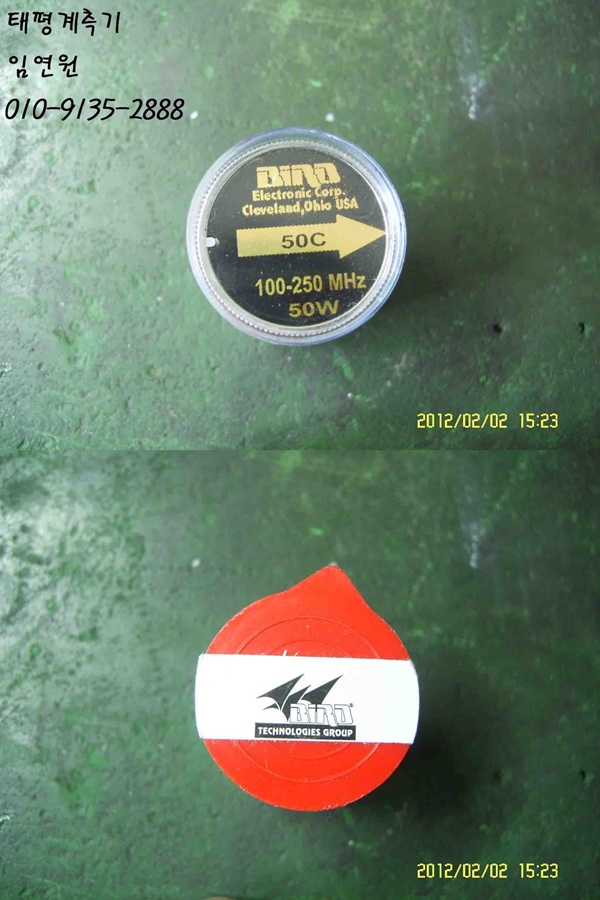 태평계측기
임연원
010-9135-2888
BIRD
Electronic Corp.
Cleveland,Ohio USA
50C
100-250 MHz
50W
2012/02/02 15:23
BIRD
TECHNOLOGIES GROUP
2012/02/02 15:23